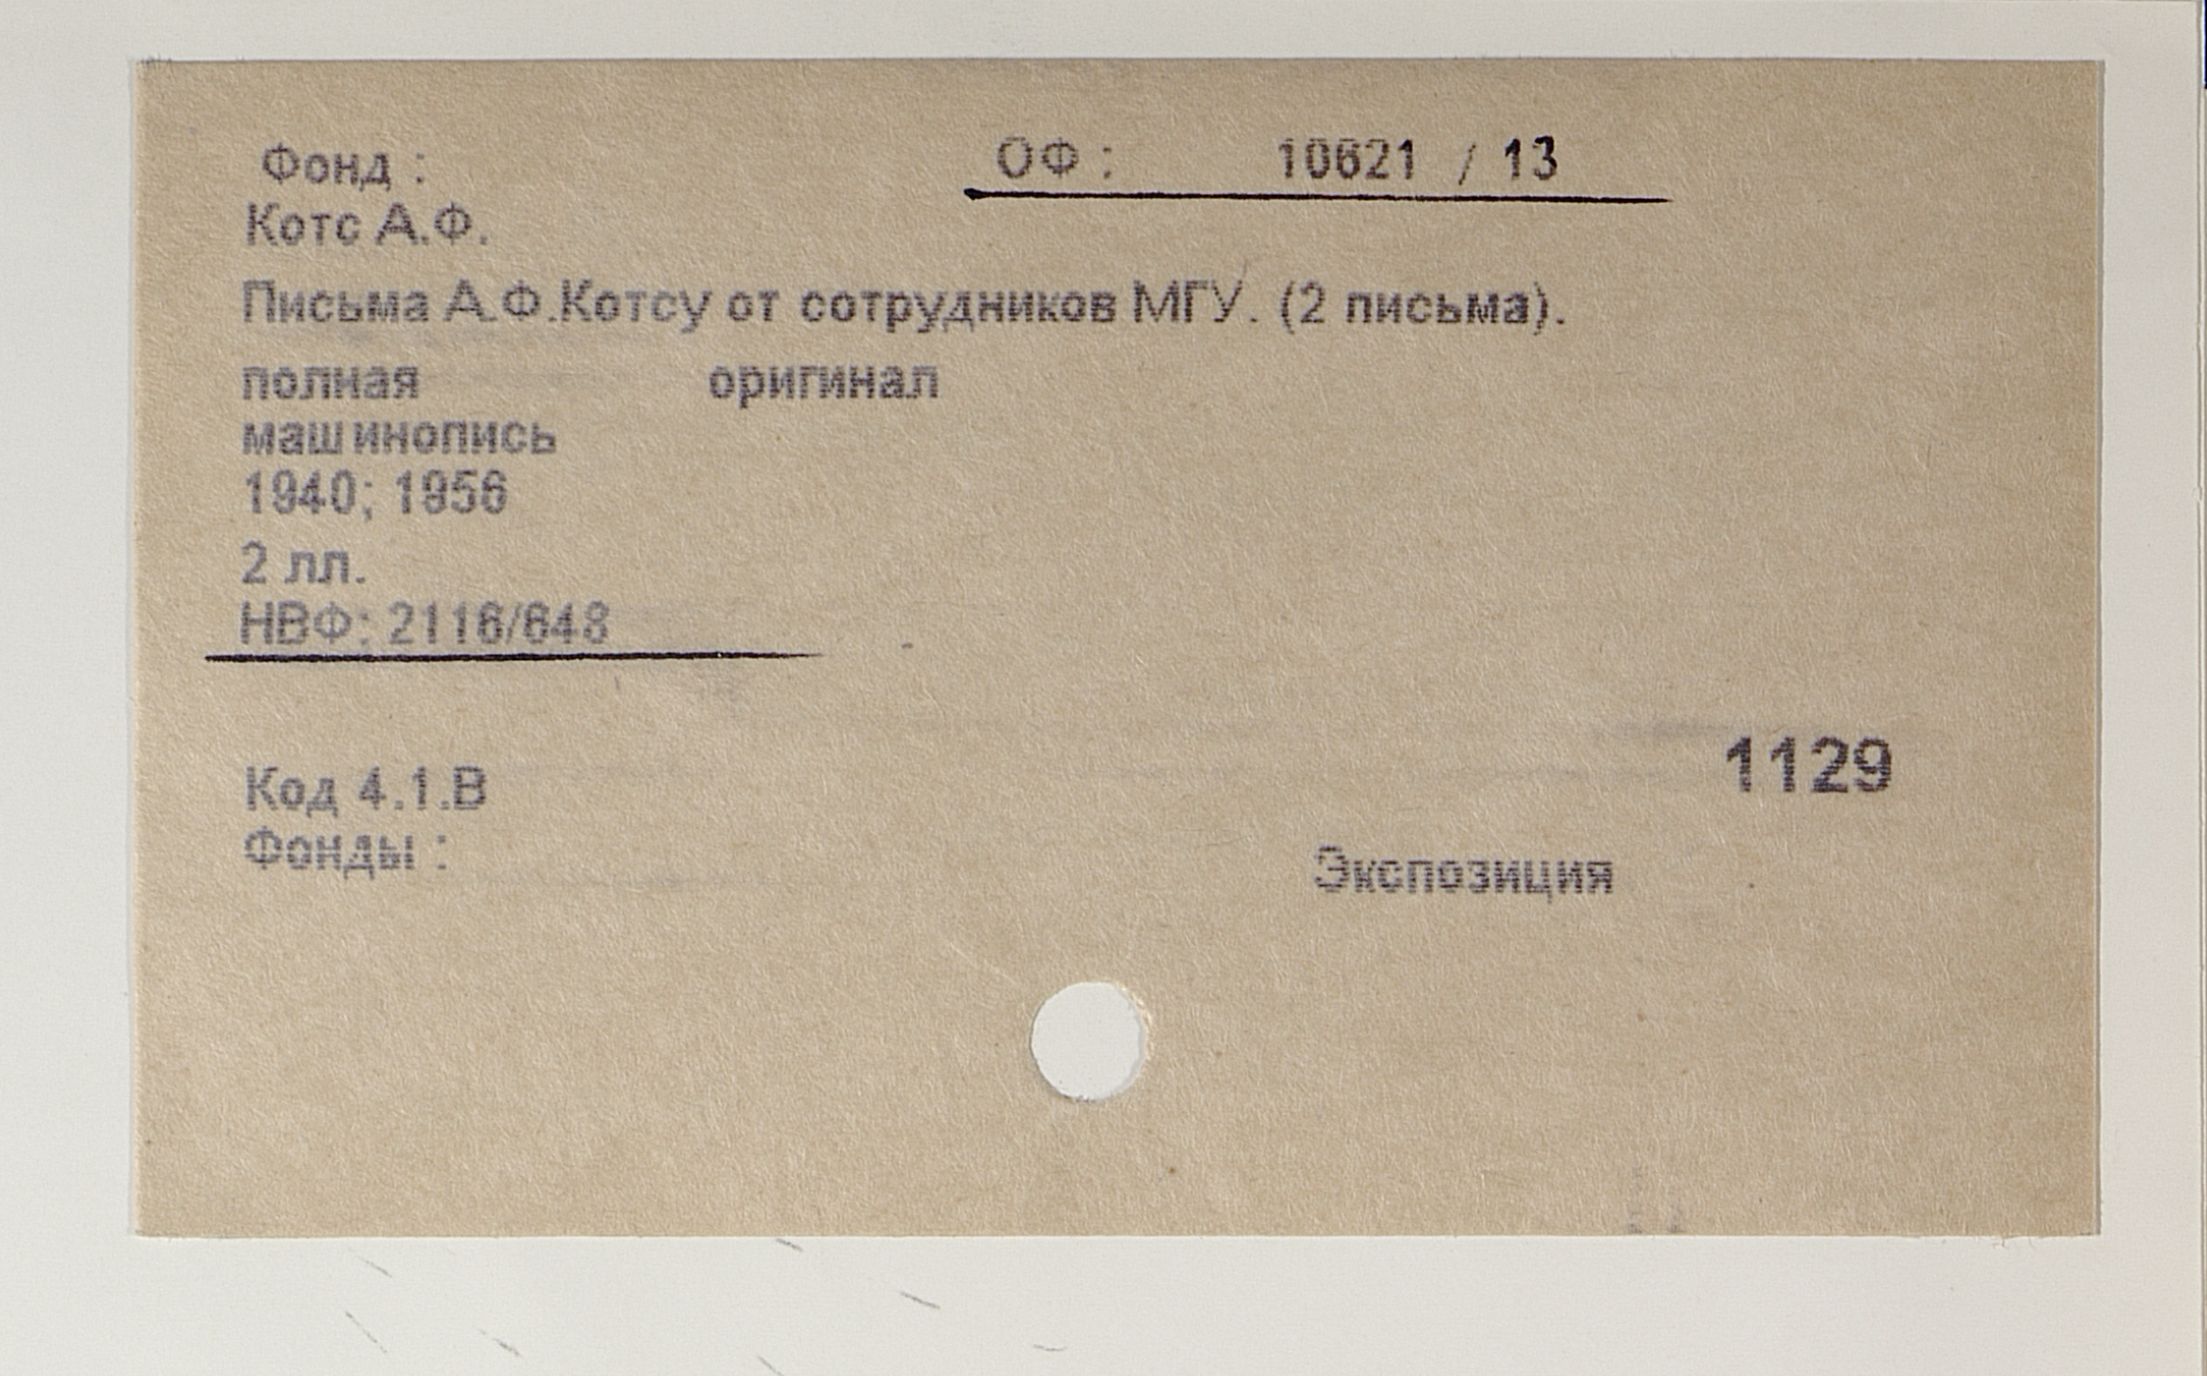 Фонд : ОФ : 10621 / 13
Котс А.Ф.
Письма А.Ф.Котсу от сотрудников МГУ. (2 письма).
полная оригинал
машинопись
1940; 1956
2 лл.
НВФ: 2116/648
1129
Код 4.1.В
Фонды : Экспозиция